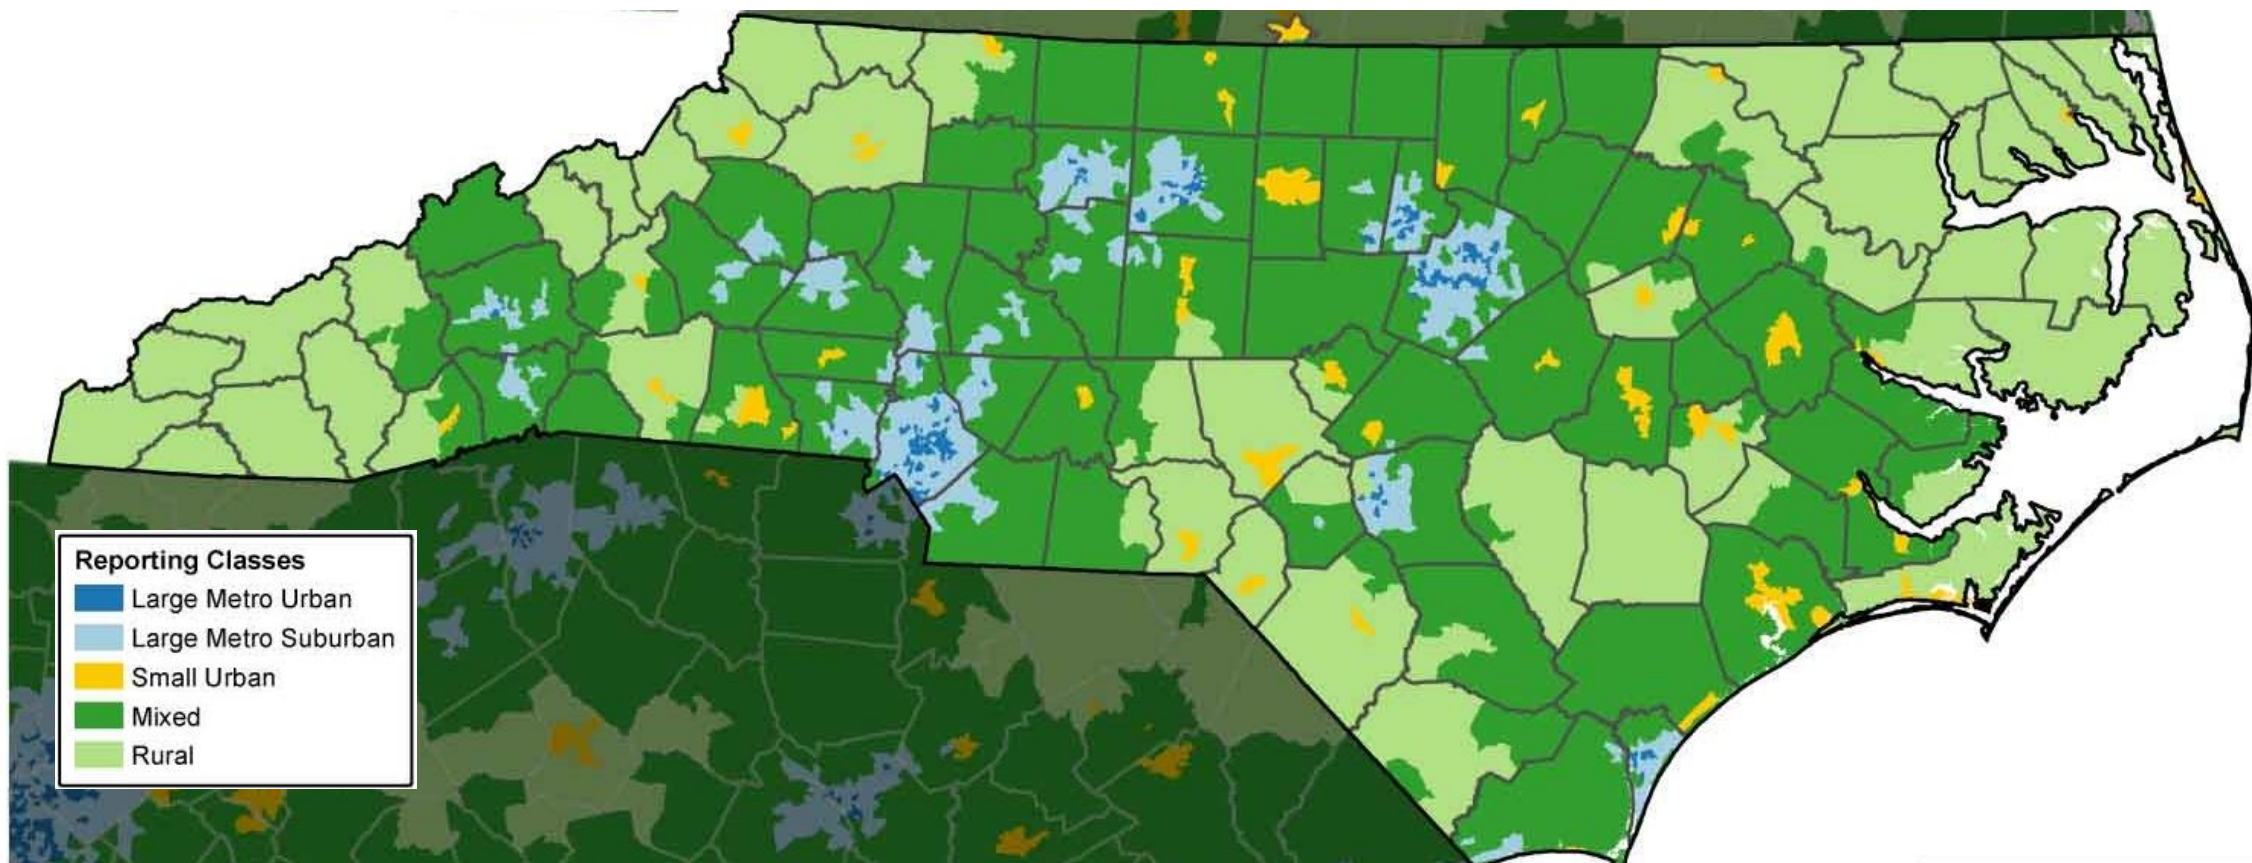 Reporting Classes
Large Metro Urban
Large Metro Suburban
Small Urban
Mixed
Rural